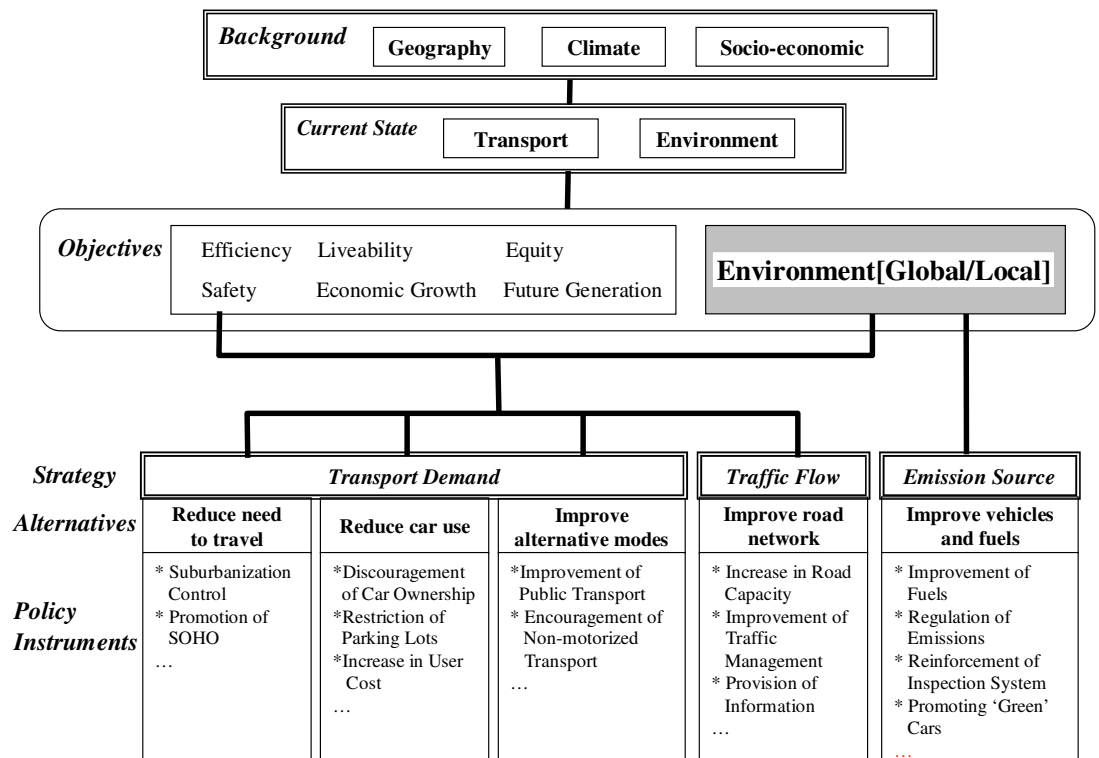 Background
Geography Climate Socio-economic
Current State
Transport Environment
Objectives
Efficiency Liveability Equity
Safety Economic Growth Future Generation
Environment[Global/Local]
Strategy
Transport Demand
Traffic Flow
Emission Source
Alternatives
Reduce need
to travel
Reduce car use
Improve
alternative modes
Improve road
network
Improve vehicles
and fuels
Policy
Instruments
* Suburbanization
Control
* Promotion of
SOHO
…
*Discouragement
of Car Ownership
*Restriction of
Parking Lots
*Increase in User
Cost
…
*Improvement of
Public Transport
* Encouragement of
Non-motorized
Transport
…
* Increase in Road
Capacity
* Improvement of
Traffic
Management
* Provision of
Information
…
* Improvement of
Fuels
* Regulation of
Emissions
* Reinforcement of
Inspection System
* Promoting ‘Green’
Cars
…